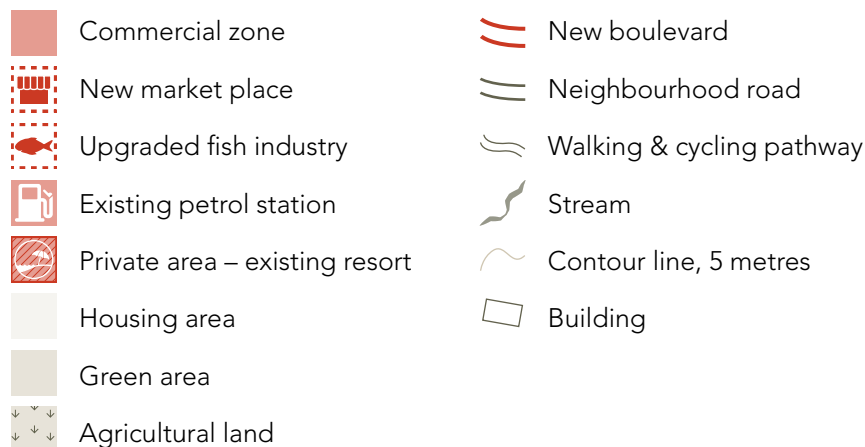 Commercial zone
New market place
Upgraded fish industry
Existing petrol station
Private area – existing resort
Housing area
Green area
Agricultural land
New boulevard
Neighbourhood road
Walking & cycling pathway
Stream
Contour line, 5 metres
Building